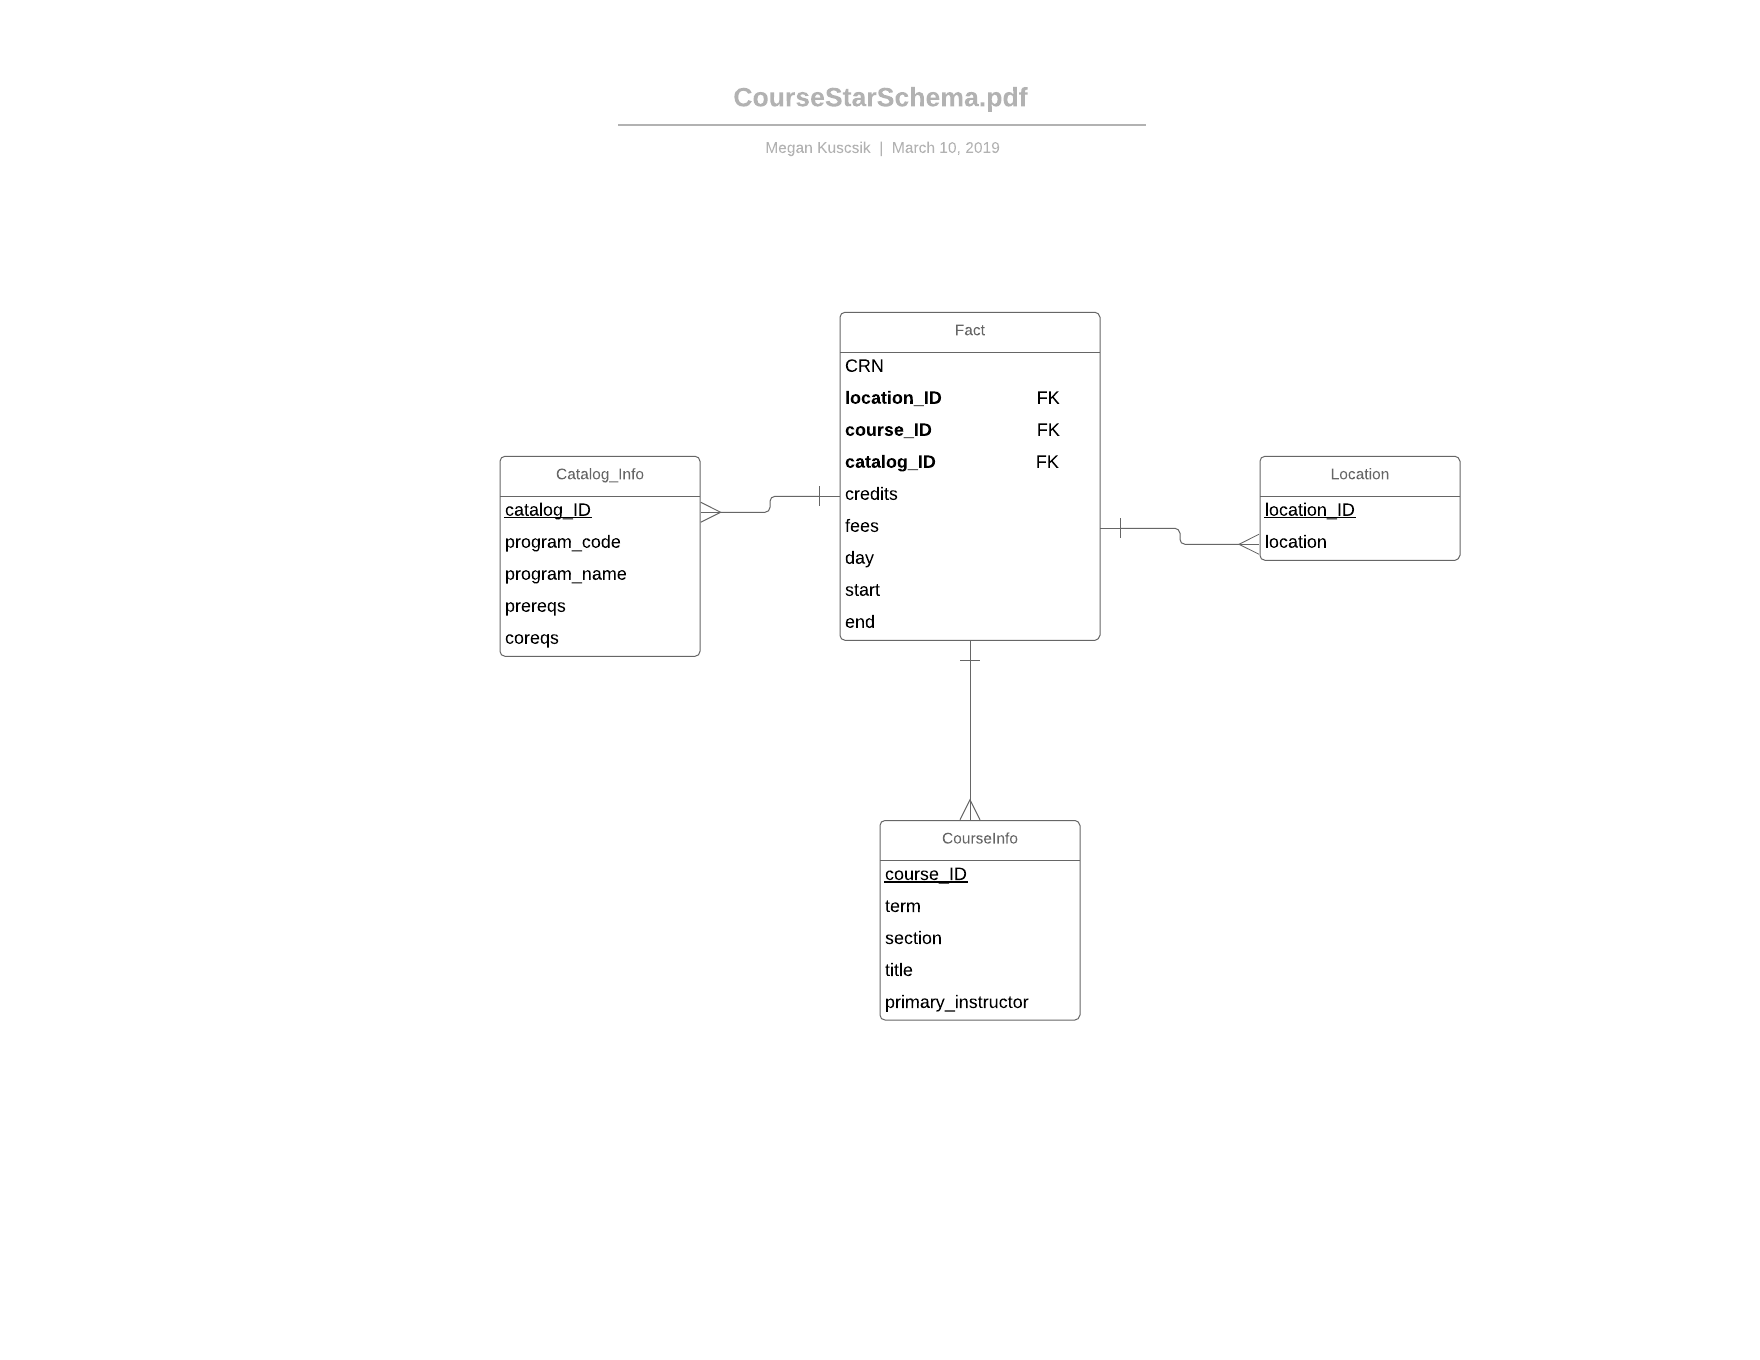 CourseStarSchema.pdf
Megan Kuscsik | March 10, 2019
Fact
CRN
location_ID FK
course_ID FK
catalog_ID FK
credits
fees
day
start
end
Catalog_Info
catalog_ID
program_code
program_name
prereqs
coreqs
Location
location_ID
location
CourseInfo
course_ID
term
section
title
primary_instructor